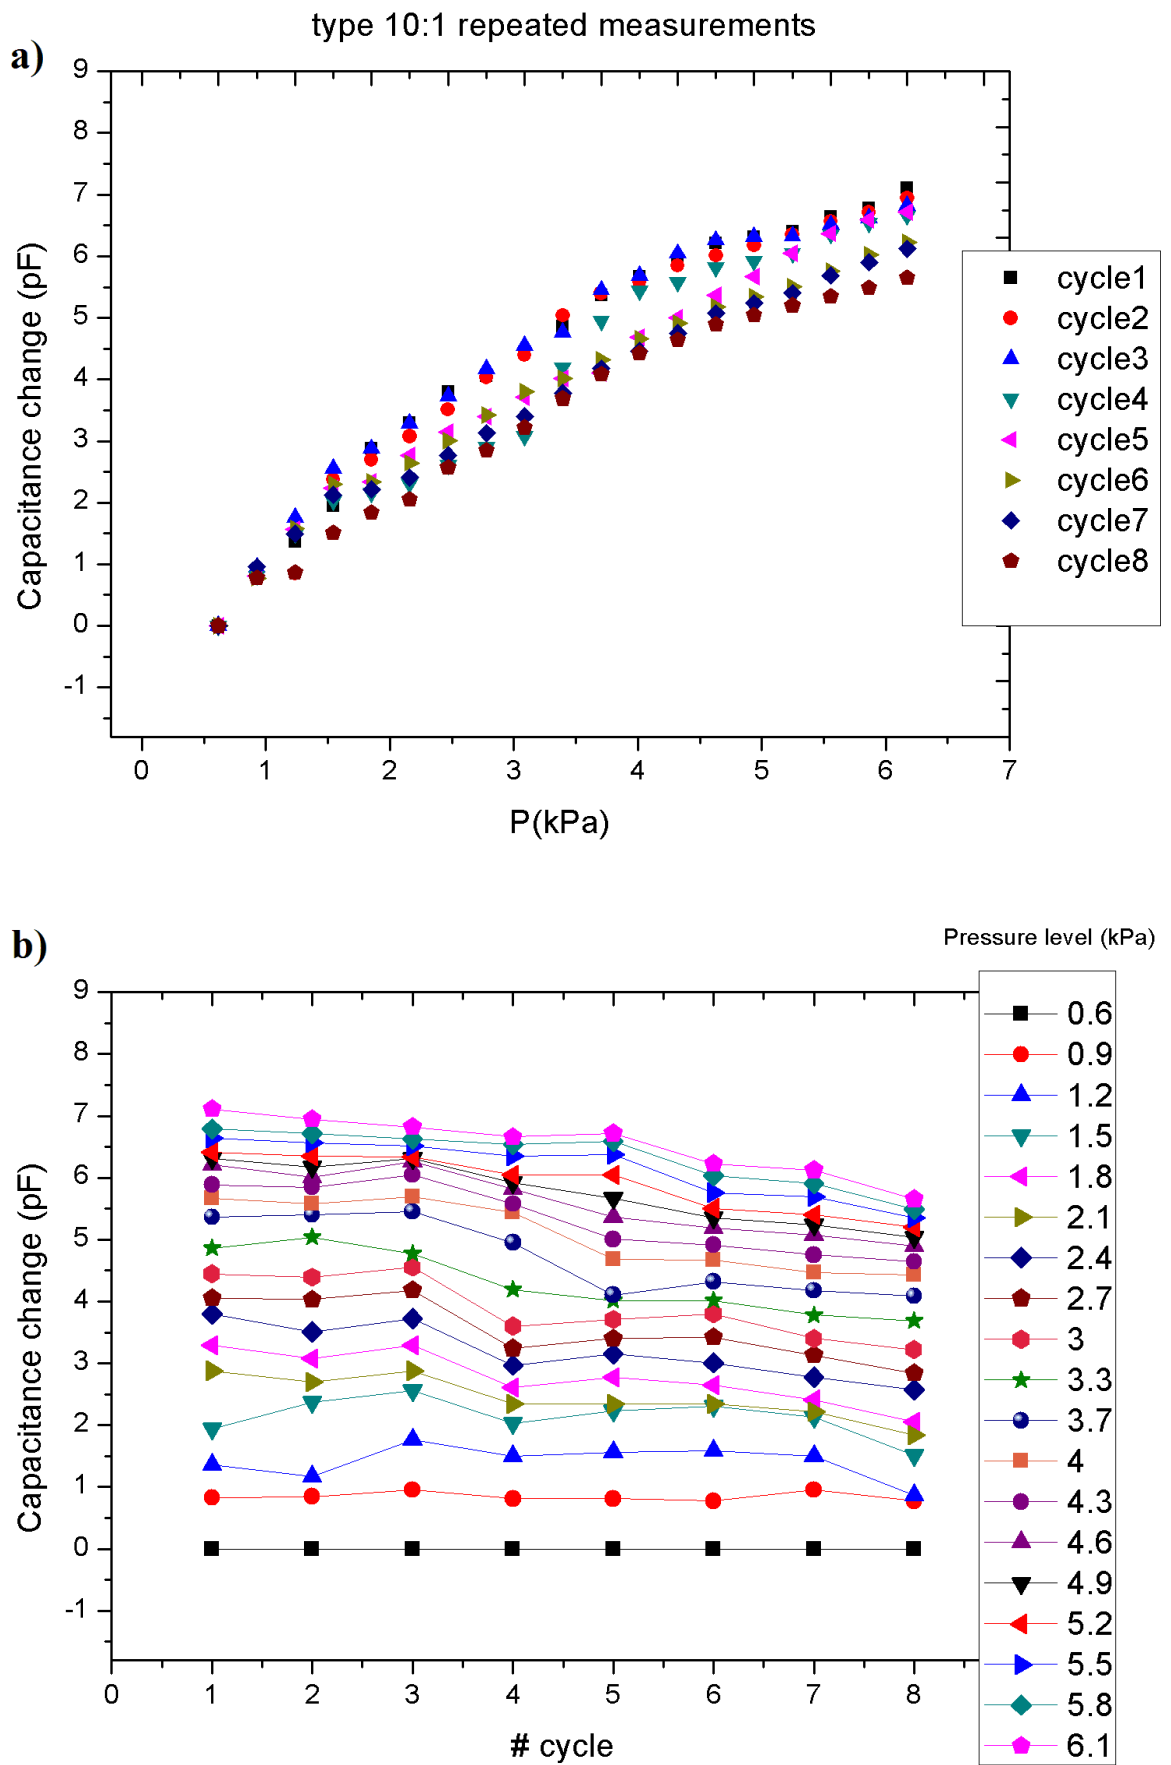 type 10:1 repeated measurements
a)
9
8
7
6
5
4
3
2
1
0
-1
Capacitance change (pF)
0 1 2 3 4 5 6 7
P(kPa)
cycle1
cycle2
cycle3
cycle4
cycle5
cycle6
cycle7
cycle8
b)
Pressure level (kPa)
9
8
7
6
5
4
3
2
1
0
-1
Capacitance change (pF)
0 1 2 3 4 5 6 7 8
# cycle
0.6
0.9
1.2
1.5
1.8
2.1
2.4
2.7
3
3.3
3.7
4
4.3
4.6
4.9
5.2
5.5
5.8
6.1